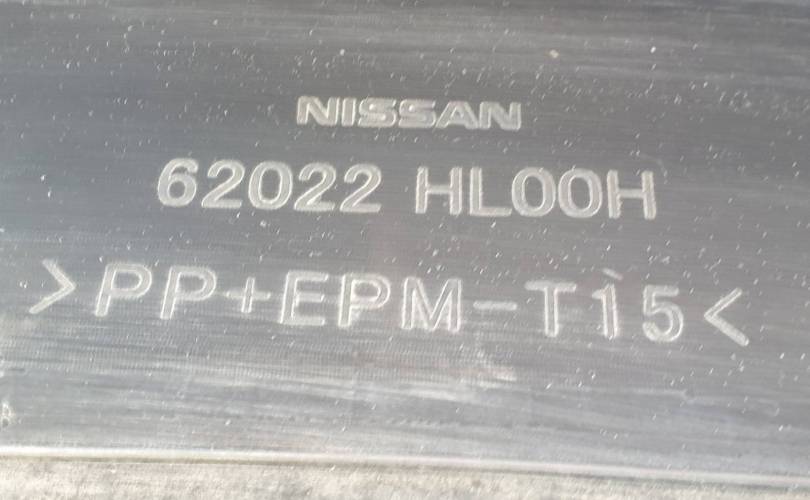 NISSAN
62022 HL00H
>PP+EPM-T15<